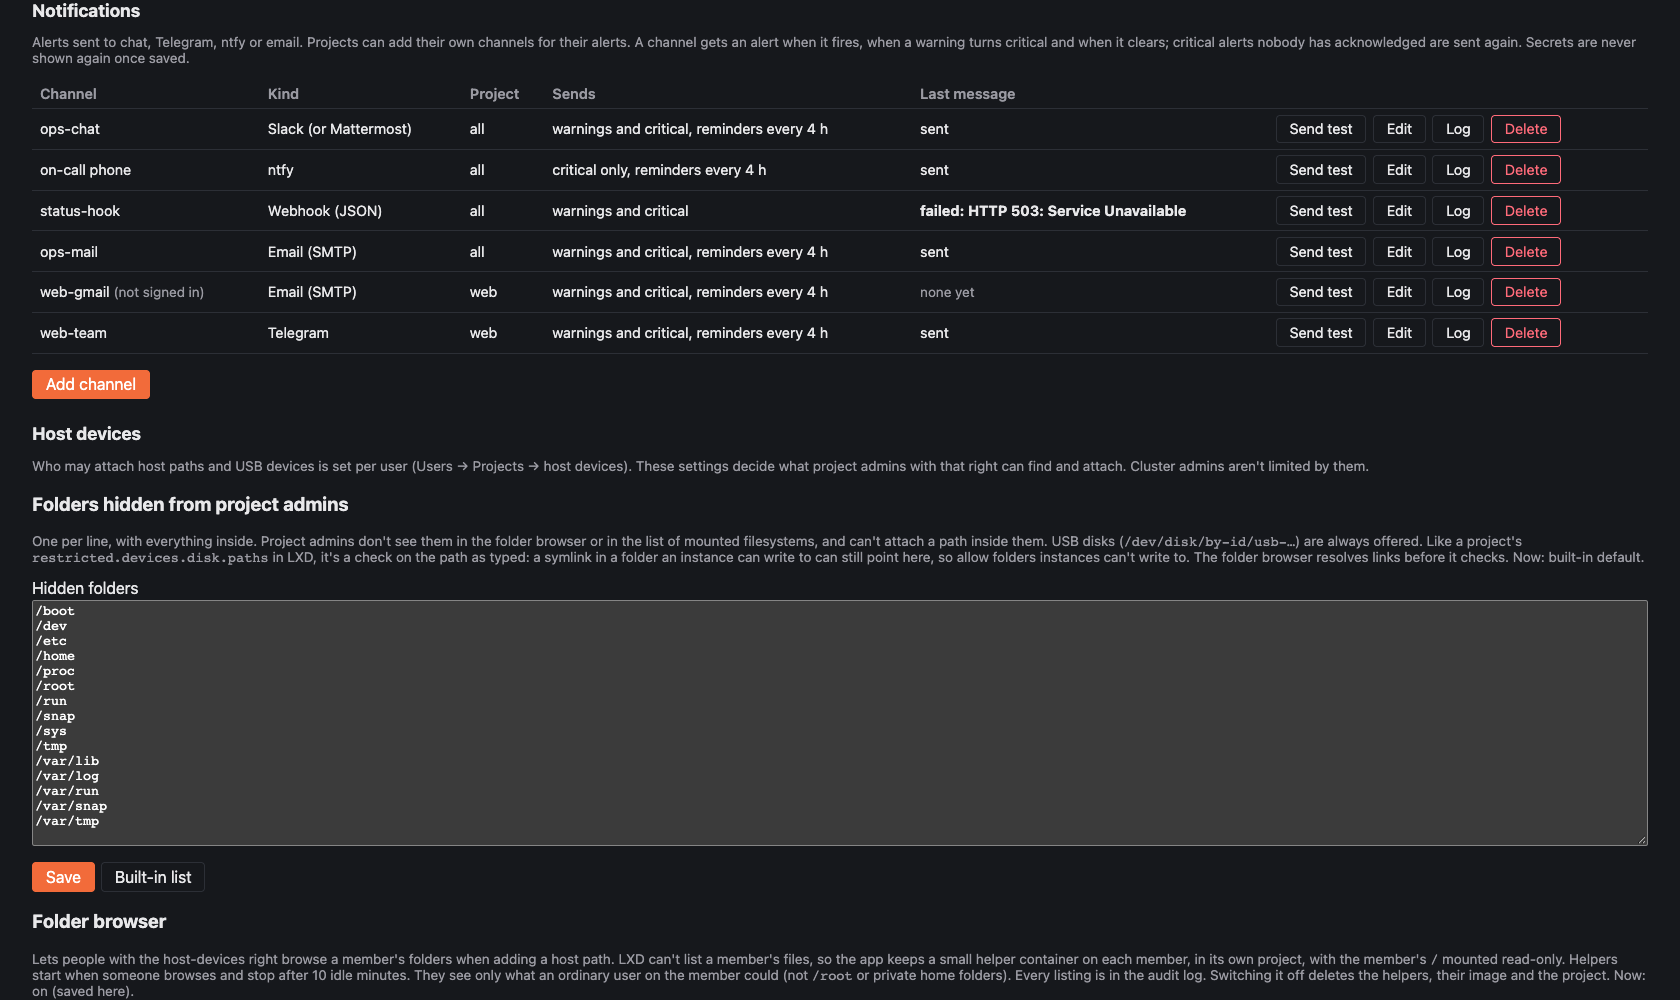 Notifications
Alerts sent to chat, Telegram, ntfy or email. Projects can add their own channels for their alerts. A channel gets an alert when it fires, when a warning turns critical and when it clears; critical alerts nobody has acknowledged are sent again. Secrets are never
shown again once saved.
Channel Kind Project Sends Last message
ops-chat Slack (or Mattermost) all warnings and critical, reminders every 4 h sent Send test Edit Log Delete
on-call phone ntfy all critical only, reminders every 4 h sent Send test Edit Log Delete
status-hook Webhook (JSON) all warnings and critical failed: HTTP 503: Service Unavailable Send test Edit Log Delete
ops-mail Email (SMTP) all warnings and critical, reminders every 4 h sent Send test Edit Log Delete
web-gmail (not signed in) Email (SMTP) web warnings and critical, reminders every 4 h none yet Send test Edit Log Delete
web-team Telegram web warnings and critical, reminders every 4 h sent Send test Edit Log Delete
Add channel
Host devices
Who may attach host paths and USB devices is set per user (Users → Projects → host devices). These settings decide what project admins with that right can find and attach. Cluster admins aren't limited by them.
Folders hidden from project admins
One per line, with everything inside. Project admins don't see them in the folder browser or in the list of mounted filesystems, and can't attach a path inside them. USB disks (/dev/disk/by-id/usb-…) are always offered. Like a project's
restricted.devices.disk.paths in LXD, it's a check on the path as typed: a symlink in a folder an instance can write to can still point here, so allow folders instances can't write to. The folder browser resolves links before it checks. Now: built-in default.
Hidden folders
/boot
/dev
/etc
/home
/proc
/root
/run
/snap
/sys
/tmp
/var/lib
/var/log
/var/run
/var/snap
/var/tmp
Save Built-in list
Folder browser
Lets people with the host-devices right browse a member's folders when adding a host path. LXD can't list a member's files, so the app keeps a small helper container on each member, in its own project, with the member's / mounted read-only. Helpers
start when someone browses and stop after 10 idle minutes. They see only what an ordinary user on the member could (not /root or private home folders). Every listing is in the audit log. Switching it off deletes the helpers, their image and the project. Now:
on (saved here).